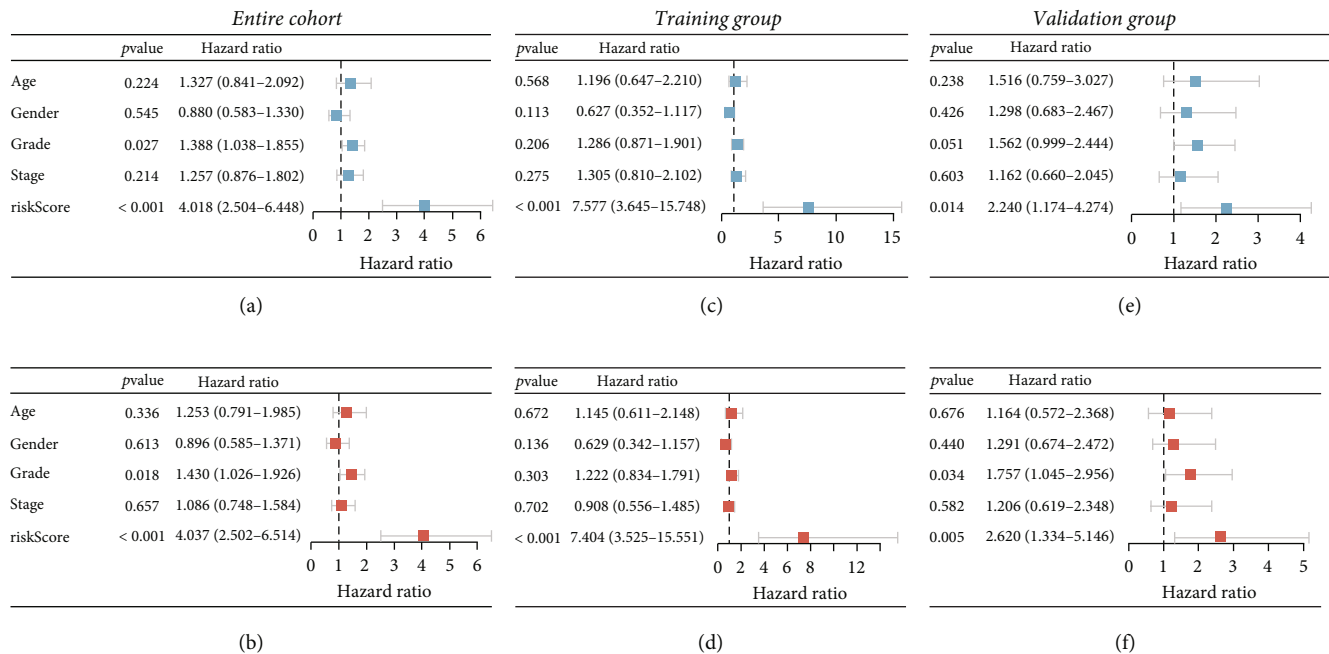 Entire cohort
pvalue Hazard ratio
Age 0.224 1.327 (0.841–2.092)
Gender 0.545 0.880 (0.583–1.330)
Grade 0.027 1.388 (1.038–1.855)
Stage 0.214 1.257 (0.876–1.802)
riskScore < 0.001 4.018 (2.504–6.448)
0 1 2 3 4 5 6
Hazard ratio
(a)
Training group
pvalue Hazard ratio
0.568 1.196 (0.647–2.210)
0.113 0.627 (0.352–1.117)
0.206 1.286 (0.871–1.901)
0.275 1.305 (0.810–2.102)
< 0.001 7.577 (3.645–15.748)
0 5 10 15
Hazard ratio
(c)
Validation group
pvalue Hazard ratio
0.238 1.516 (0.759–3.027)
0.426 1.298 (0.683–2.467)
0.051 1.562 (0.999–2.444)
0.603 1.162 (0.660–2.045)
0.014 2.240 (1.174–4.274)
0 1 2 3 4
Hazard ratio
(e)
pvalue Hazard ratio
Age 0.336 1.253 (0.791–1.985)
Gender 0.613 0.896 (0.585–1.371)
Grade 0.018 1.430 (1.026–1.926)
Stage 0.657 1.086 (0.748–1.584)
riskScore < 0.001 4.037 (2.502–6.514)
0 1 2 3 4 5 6
Hazard ratio
(b)
pvalue Hazard ratio
0.672 1.145 (0.611–2.148)
0.136 0.629 (0.342–1.157)
0.303 1.222 (0.834–1.791)
0.702 0.908 (0.556–1.485)
< 0.001 7.404 (3.525–15.551)
0 2 4 6 8 12
Hazard ratio
(d)
pvalue Hazard ratio
0.676 1.164 (0.572–2.368)
0.440 1.291 (0.674–2.472)
0.034 1.757 (1.045–2.956)
0.582 1.206 (0.619–2.348)
0.005 2.620 (1.334–5.146)
0 1 2 3 4 5
Hazard ratio
(f)